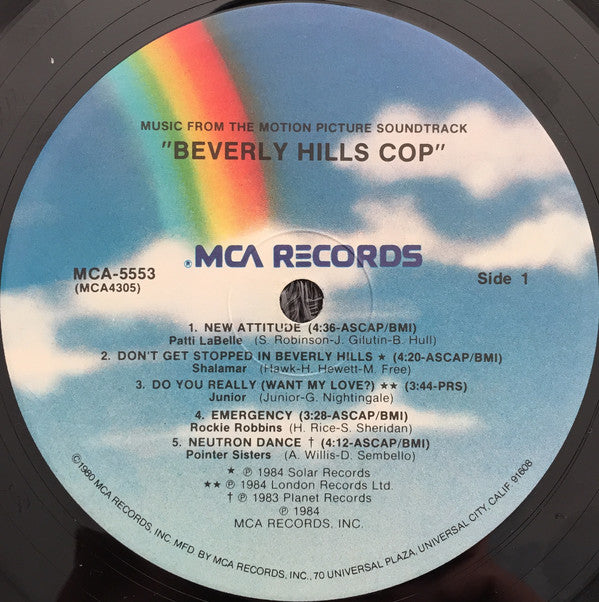 MUSIC FROM THE MOTION PICTURE SOUNDTRACK
"BEVERLY HILLS COP"
® MCA RECORDS
MCA-5553
(MCA4305)
Side 1
1. NEW ATTITUDE (4:36-ASCAP/BMI)
Patti LaBelle (S. Robinson-J. Gilutin-B. Hull)
2. DON'T GET STOPPED IN BEVERLY HILLS ★ (4:20-ASCAP/BMI)
Shalamar (Hawk-H. Hewett-M. Free)
3. DO YOU REALLY (WANT MY LOVE?) ★★ (3:44-PRS)
Junior (Junior-G. Nightingale)
4. EMERGENCY (3:28-ASCAP/BMI)
Rockie Robbins (H. Rice-S. Sheridan)
5. NEUTRON DANCE † (4:12-ASCAP/BMI)
Pointer Sisters (A. Willis-D. Sembello)
★ ℗ 1984 Solar Records
★★ ℗ 1984 London Records Ltd.
† ℗ 1983 Planet Records
℗ 1984
MCA RECORDS, INC.
©1980 MCA RECORDS, INC. MFD. BY MCA RECORDS, INC., 70 UNIVERSAL PLAZA, UNIVERSAL CITY, CALIF. 91608